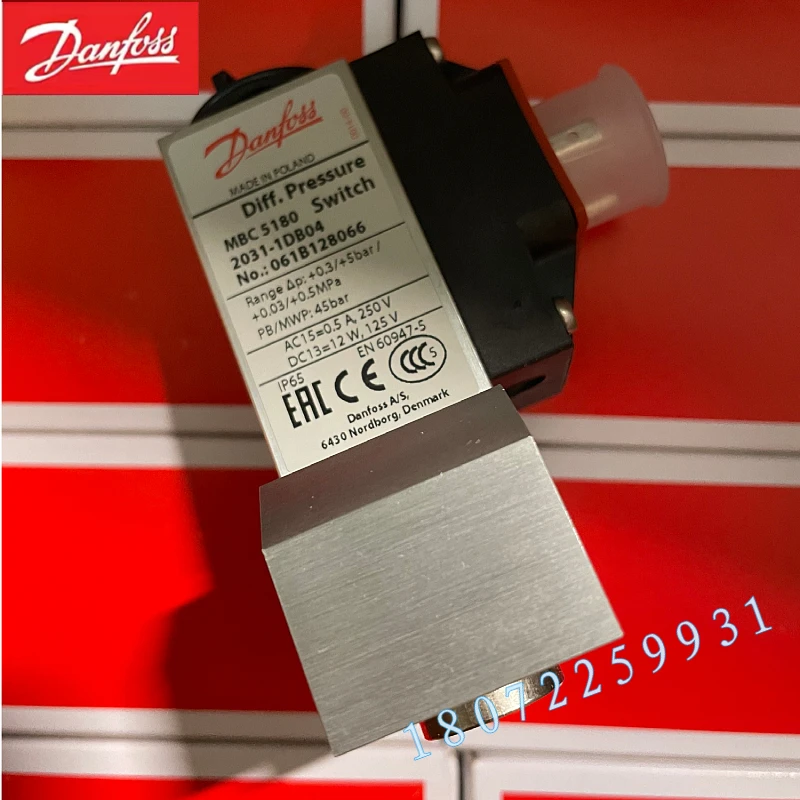 Danfoss
Danfoss
MADE IN POLAND
Diff. Pressure
MBC 5180 Switch
2031-1DB04
No.: 061B128066
Range Δp: +0.3/+5bar /
+0.03/+0.5MPa
PB/MWP: 45bar
AC15=0.5 A, 250 V
DC13=12 W, 125 V
IP65 EN 60947-5
EAC CE CCC S
Danfoss A/S,
6430 Nordborg, Denmark
18072259931